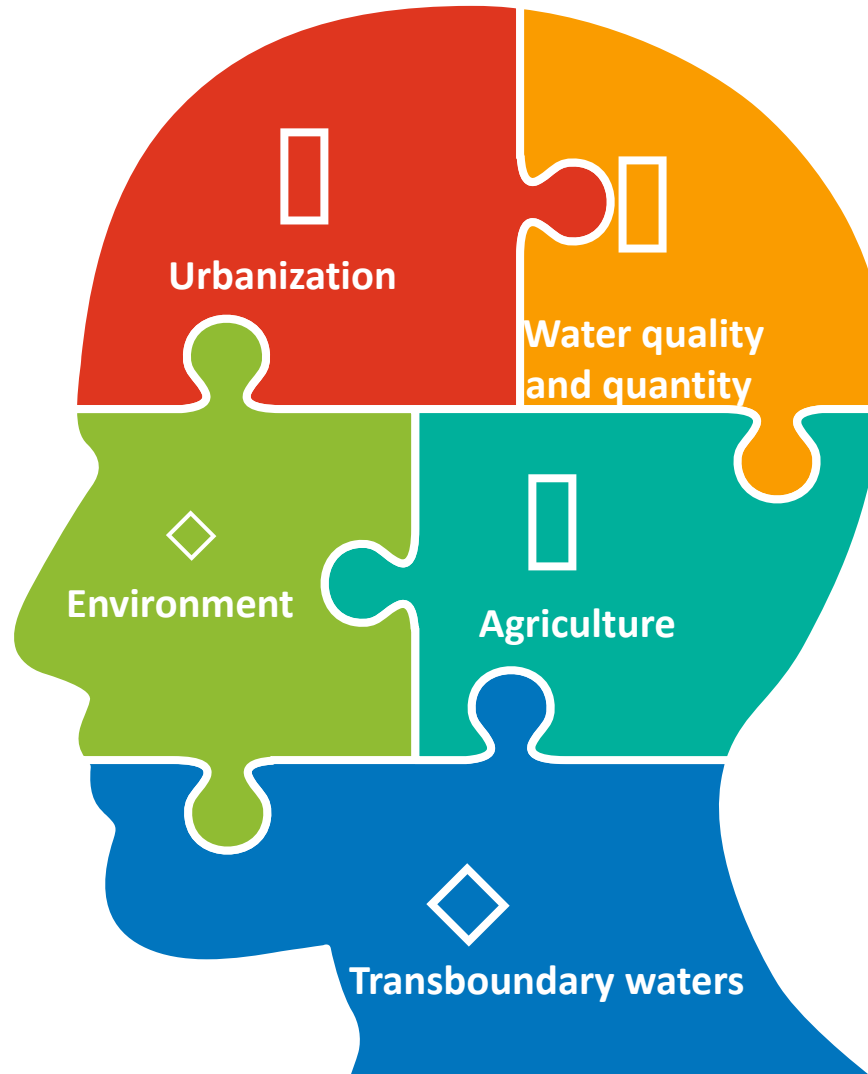 Urbanization
Water quality
and quantity
Environment
Agriculture
Transboundary waters